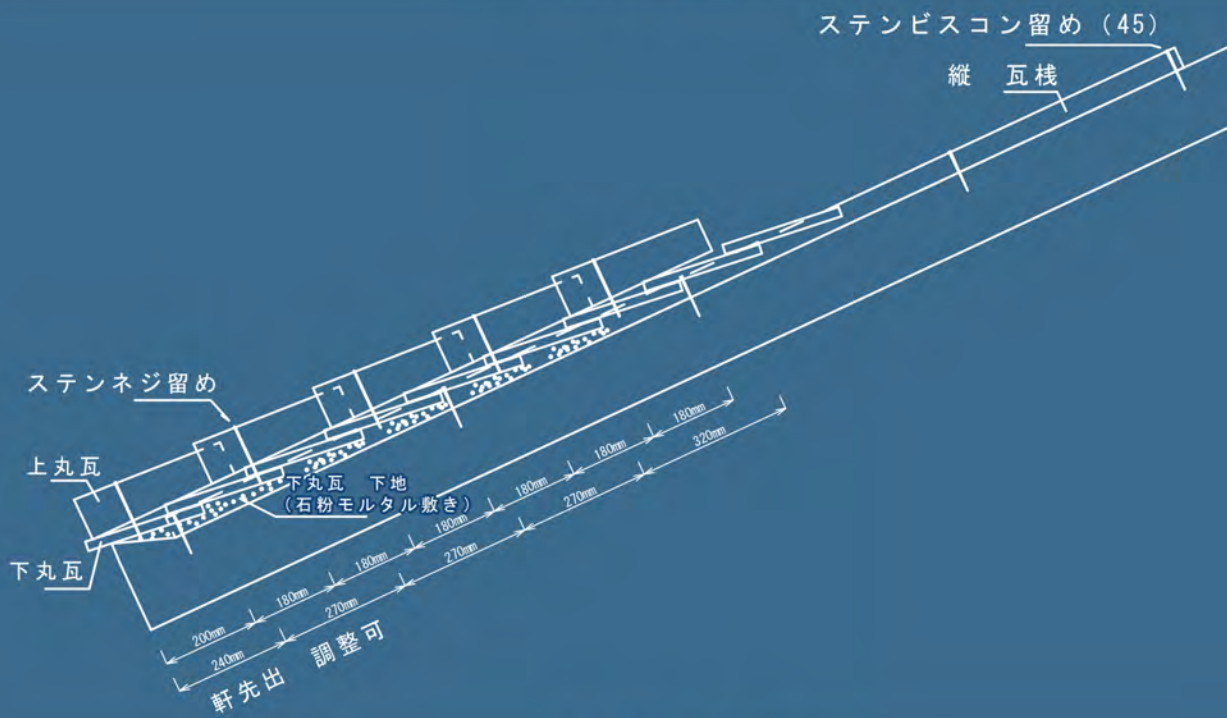 ステンビスコン留め（45）
縦　瓦桟
ステンネジ留め
上丸瓦
下丸瓦　下地
（石粉モルタル敷き）
下丸瓦
200mm
180mm
180mm
180mm
180mm
180mm
180mm
240mm
270mm
270mm
270mm
320mm
軒先出　調整可